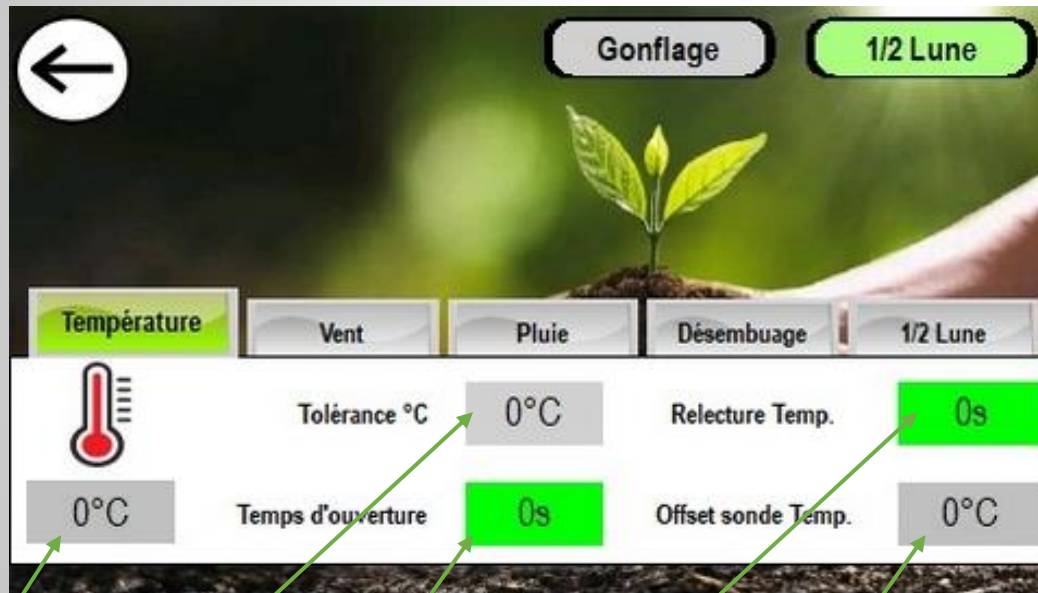 Gonflage
1/2 Lune
Température
Vent
Pluie
Désembuage
1/2 Lune
Tolérance °C
0°C
Relecture Temp.
0s
0°C
Temps d'ouverture
0s
Offset sonde Temp.
0°C